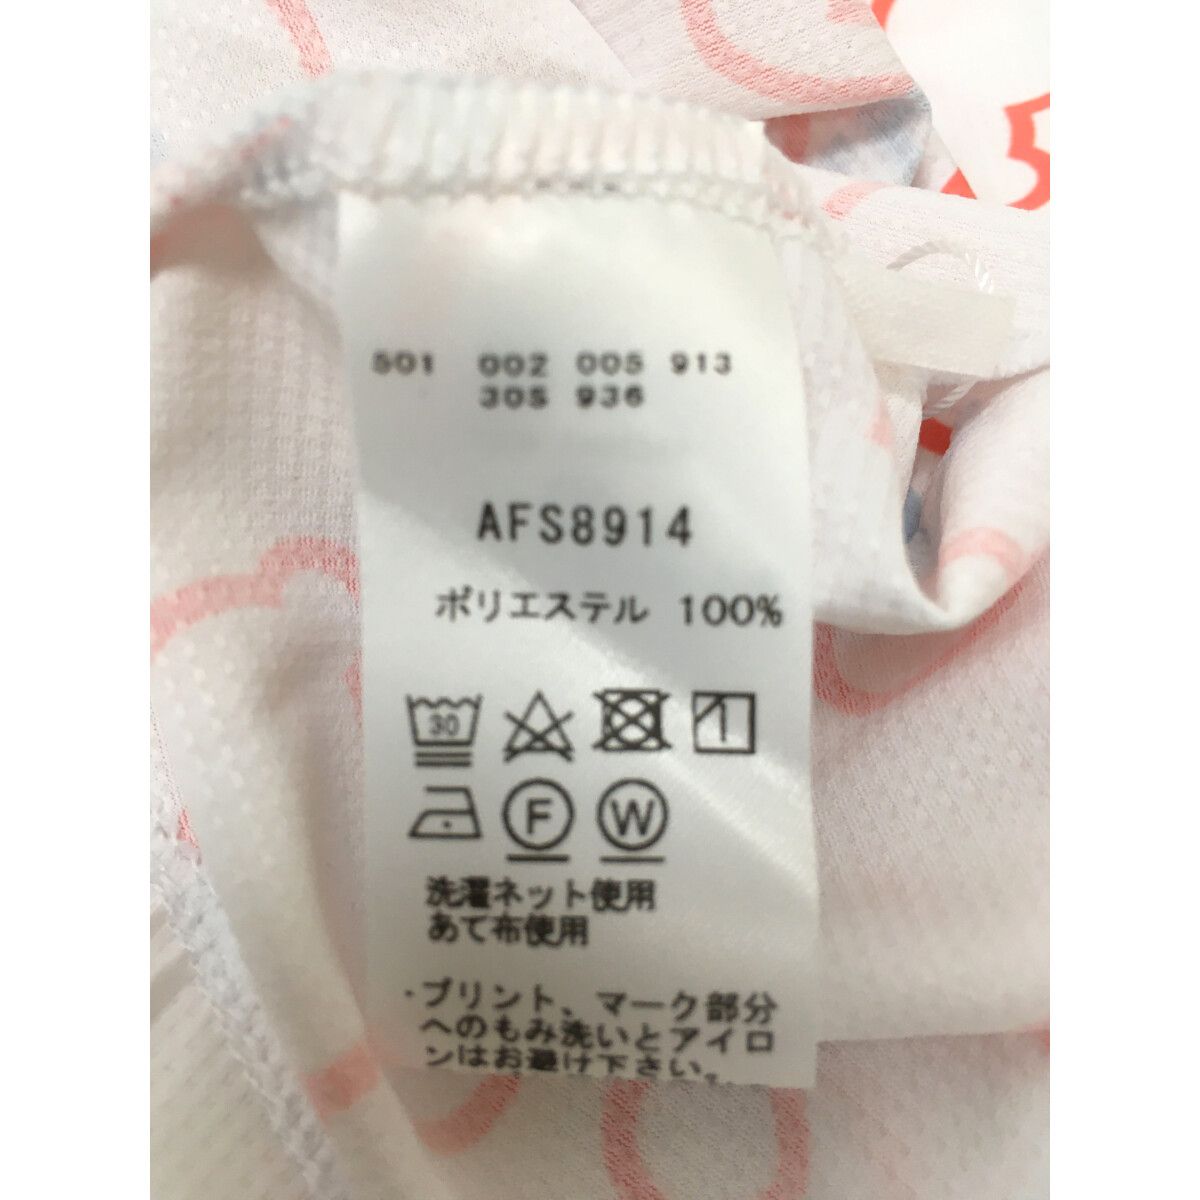 501 002 005 913
305 936
AFS8914
ポリエステル 100%
30
F W
洗濯ネット使用
あて布使用
・プリント、マーク部分
へのもみ洗いとアイロ
ンはお避け下さい。